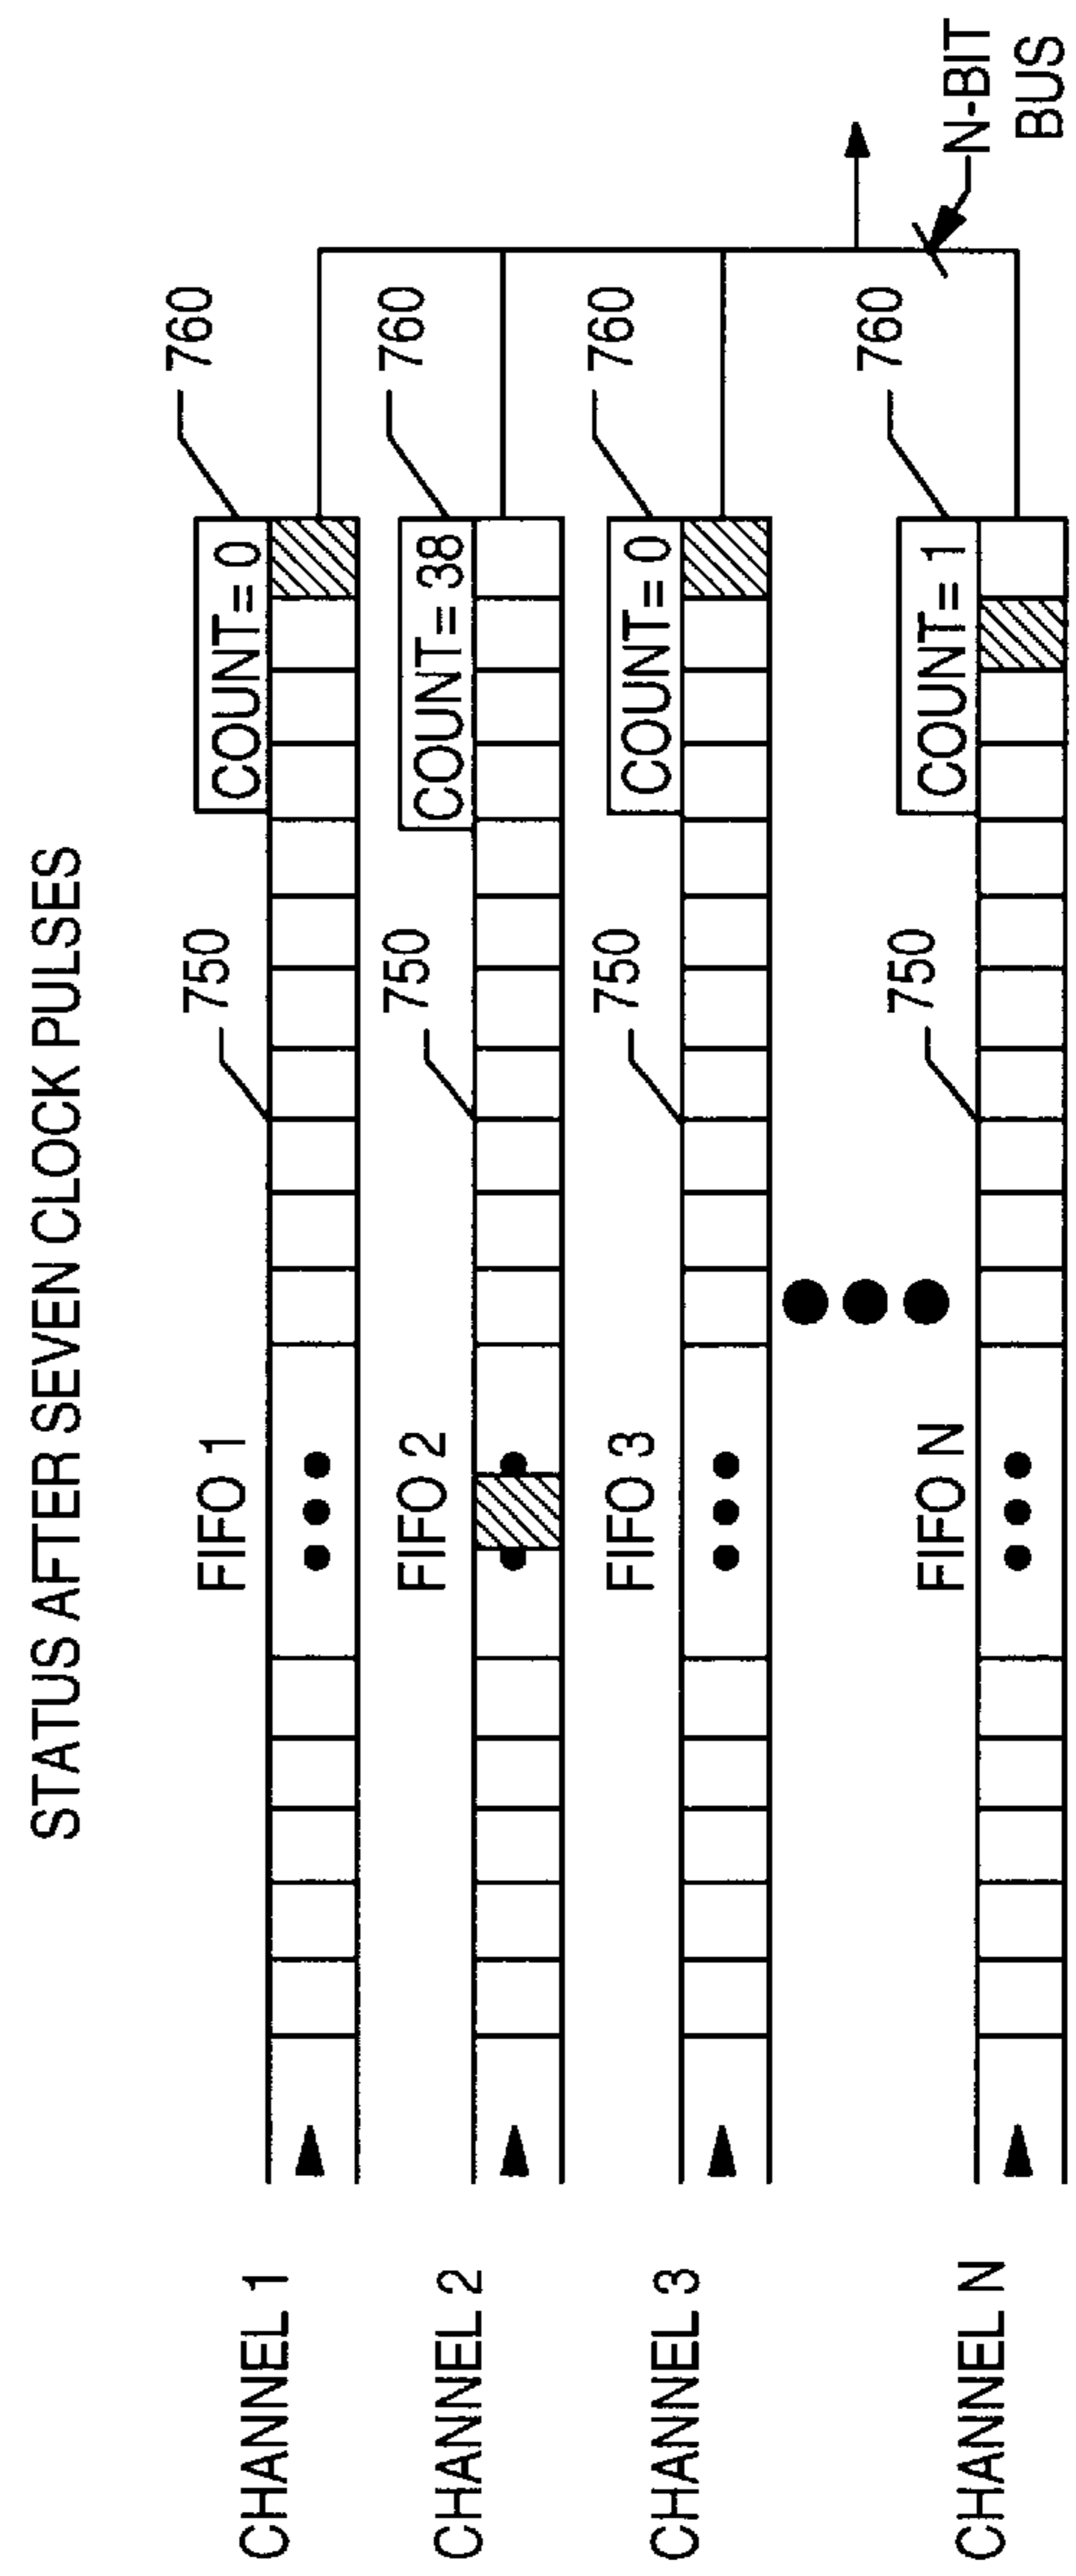 STATUS AFTER SEVEN CLOCK PULSES
CHANNEL 1
FIFO 1
750
COUNT= 0
760
CHANNEL 2
FIFO 2
750
COUNT= 38
760
CHANNEL 3
FIFO 3
750
COUNT= 0
760
CHANNEL N
FIFO N
750
COUNT= 1
760
N-BIT
BUS